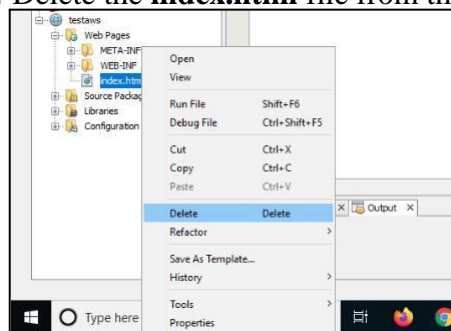 Delete the index.html file from th
testaws
Web Pages
META-INF
WEB-INF
index.htm
Source Packag
Libraries
Configuration
Open
View
Run File Shift+F6
Debug File Ctrl+Shift+F5
Cut Ctrl+X
Copy Ctrl+C
Paste Ctrl+V
Delete Delete
Refactor
Save As Template...
History
Tools
Properties
Output
Type here